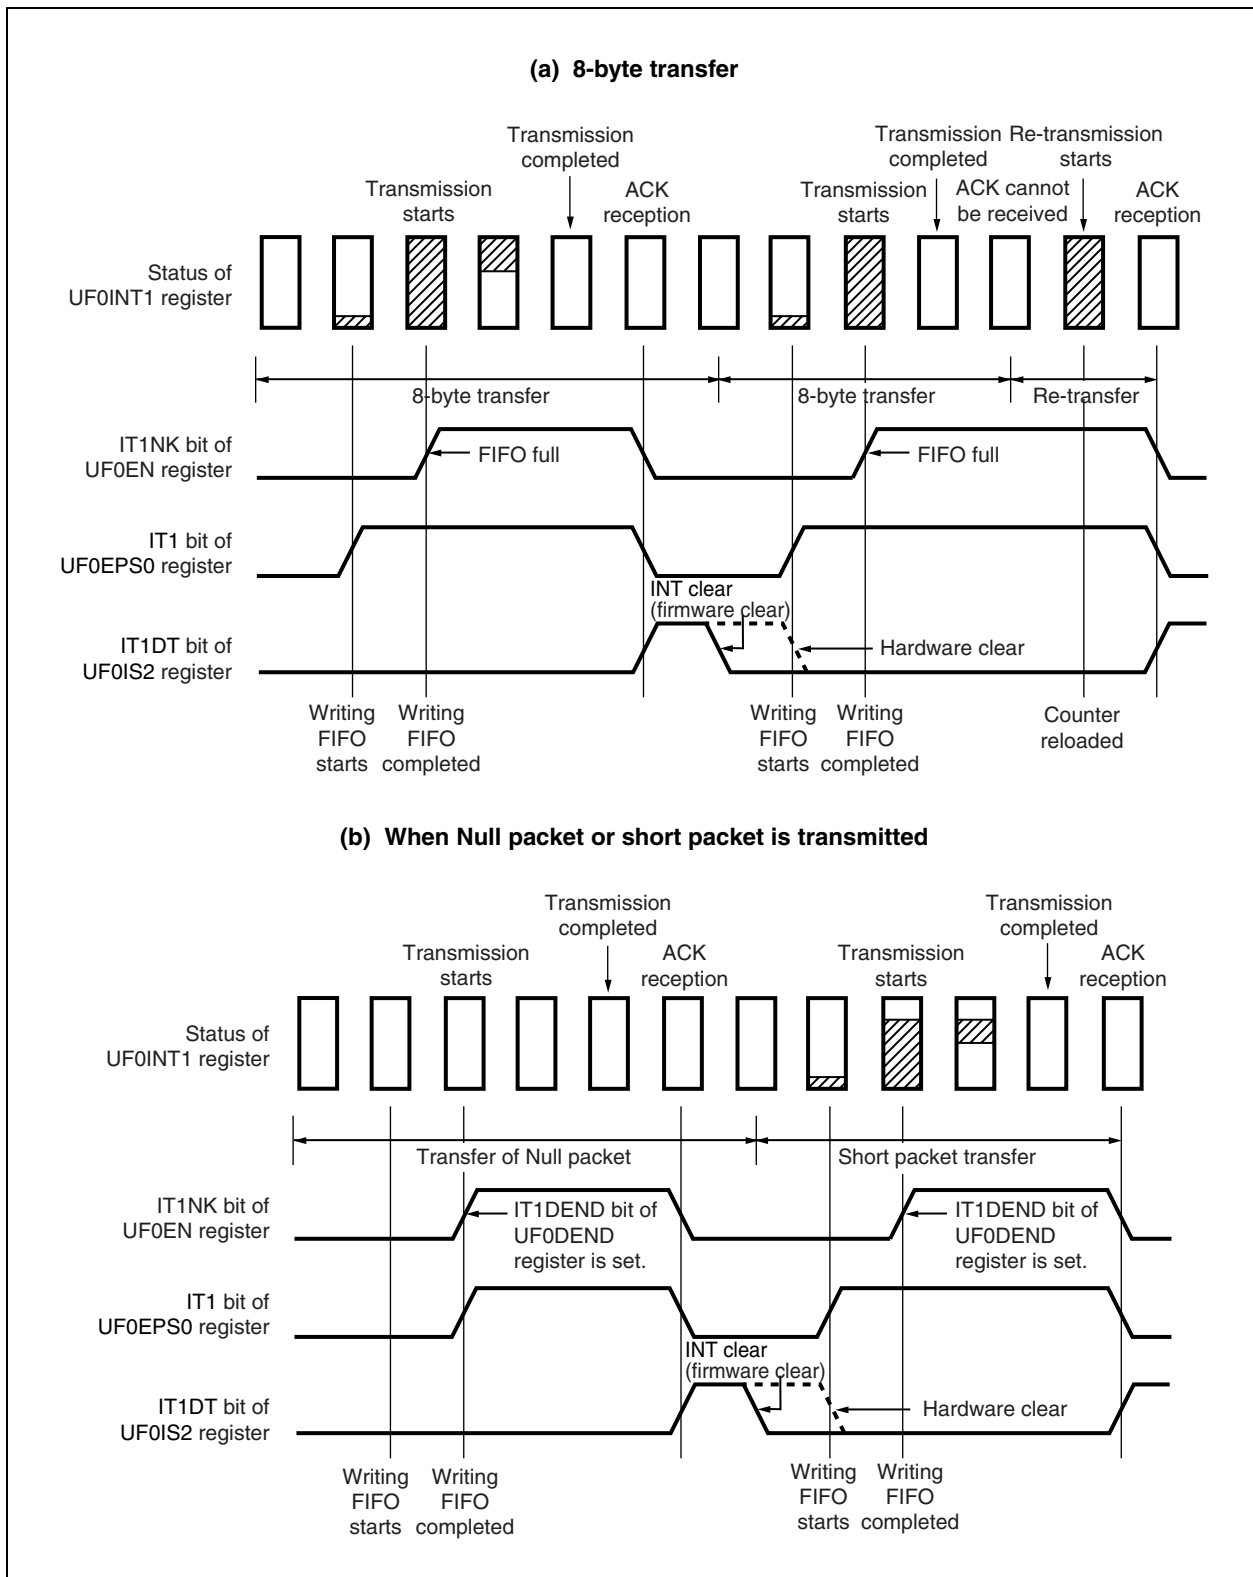 (a) 8-byte transfer
Transmission
completed
Transmission
completed
Re-transmission
starts
Transmission
starts
ACK
reception
Transmission
starts
ACK cannot
be received
ACK
reception
Status of
UF0INT1 register
8-byte transfer
8-byte transfer
Re-transfer
IT1NK bit of
UF0EN register
FIFO full
FIFO full
IT1 bit of
UF0EPS0 register
INT clear
(firmware clear)
IT1DT bit of
UF0IS2 register
Hardware clear
Writing
FIFO
starts
Writing
FIFO
completed
Writing
FIFO
starts
Writing
FIFO
completed
Counter
reloaded
(b) When Null packet or short packet is transmitted
Transmission
completed
Transmission
completed
Transmission
starts
ACK
reception
Transmission
starts
ACK
reception
Status of
UF0INT1 register
Transfer of Null packet
Short packet transfer
IT1NK bit of
UF0EN register
IT1DEND bit of
UF0DEND
register is set.
IT1DEND bit of
UF0DEND
register is set.
IT1 bit of
UF0EPS0 register
INT clear
(firmware clear)
IT1DT bit of
UF0IS2 register
Hardware clear
Writing
FIFO
starts
Writing
FIFO
completed
Writing
FIFO
starts
Writing
FIFO
completed